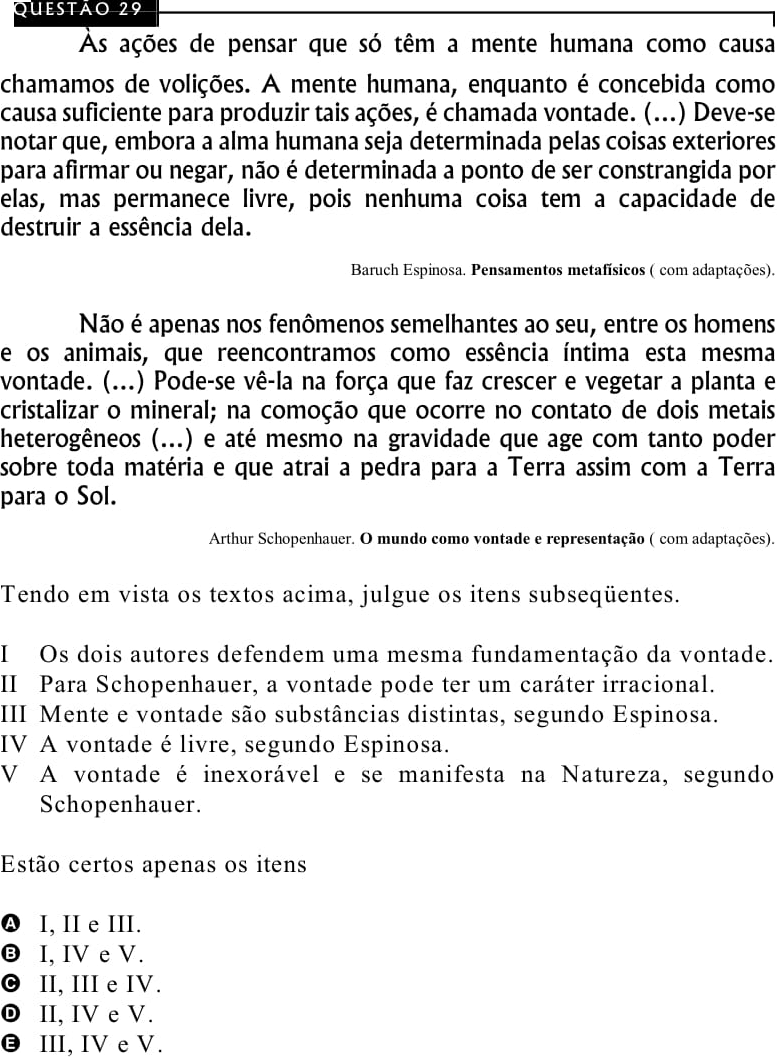 QUESTÃO 29
Às ações de pensar que só têm a mente humana como causa
chamamos de volições. A mente humana, enquanto é concebida como
causa suficiente para produzir tais ações, é chamada vontade. (...) Deve-se
notar que, embora a alma humana seja determinada pelas coisas exteriores
para afirmar ou negar, não é determinada a ponto de ser constrangida por
elas, mas permanece livre, pois nenhuma coisa tem a capacidade de
destruir a essência dela.
Baruch Espinosa. Pensamentos metafísicos ( com adaptações).
Não é apenas nos fenômenos semelhantes ao seu, entre os homens
e os animais, que reencontramos como essência íntima esta mesma
vontade. (...) Pode-se vê-la na força que faz crescer e vegetar a planta e
cristalizar o mineral; na comoção que ocorre no contato de dois metais
heterogêneos (...) e até mesmo na gravidade que age com tanto poder
sobre toda matéria e que atrai a pedra para a Terra assim com a Terra
para o Sol.
Arthur Schopenhauer. O mundo como vontade e representação ( com adaptações).
Tendo em vista os textos acima, julgue os itens subseqüentes.
I Os dois autores defendem uma mesma fundamentação da vontade.
II Para Schopenhauer, a vontade pode ter um caráter irracional.
III Mente e vontade são substâncias distintas, segundo Espinosa.
IV A vontade é livre, segundo Espinosa.
V A vontade é inexorável e se manifesta na Natureza, segundo
Schopenhauer.
Estão certos apenas os itens
A I, II e III.
B I, IV e V.
C II, III e IV.
D II, IV e V.
E III, IV e V.